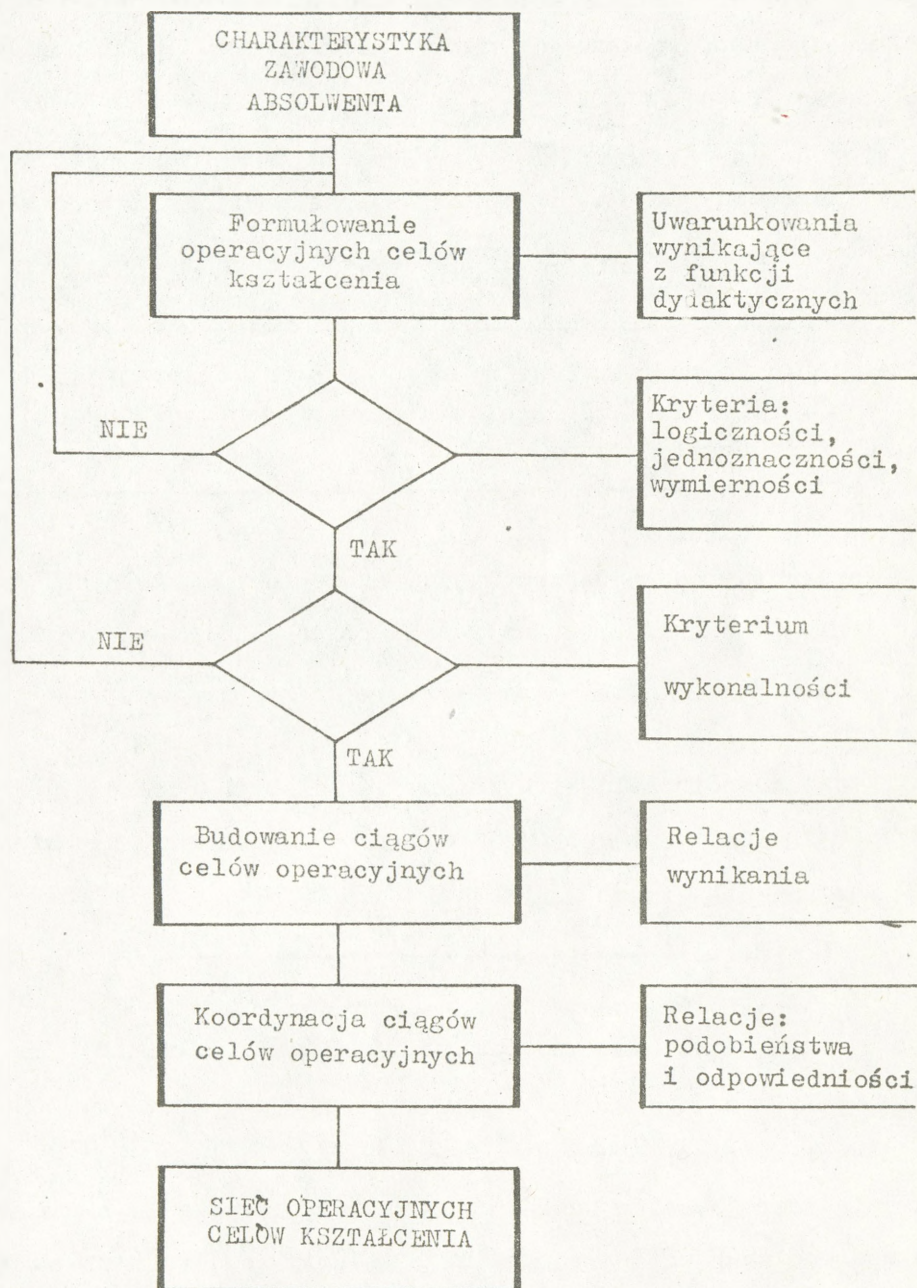 CHARAKTERYSTYKA
ZAWODOWA
ABSOLWENTA
Formułowanie
operacyjnych celów
kształcenia
Uwarunkowania
wynikające
z funkcji
dydaktycznych
NIE
Kryteria:
logiczności,
jednoznaczności,
wymierności
TAK
NIE
Kryterium
wykonalności
TAK
Budowanie ciągów
celów operacyjnych
Relacje
wynikania
Koordynacja ciągów
celów operacyjnych
Relacje:
podobieństwa
i odpowiedniości
SIEĆ OPERACYJNYCH
CELÓW KSZTAŁCENIA